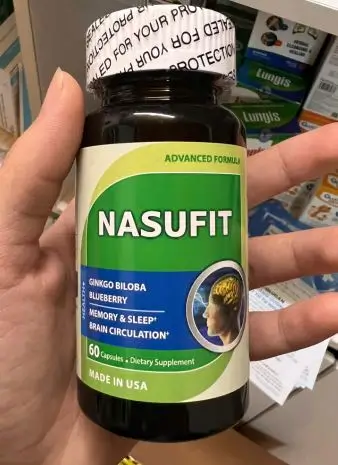 SEALED FOR YOUR PROTECTION
ADVANCED FORMULA
NASUFIT
GINKGO BILOBA
BLUEBERRY
MEMORY & SLEEP†
BRAIN CIRCULATION†
60 Capsules • Dietary Supplement
MADE IN USA
Lungis
Lungis